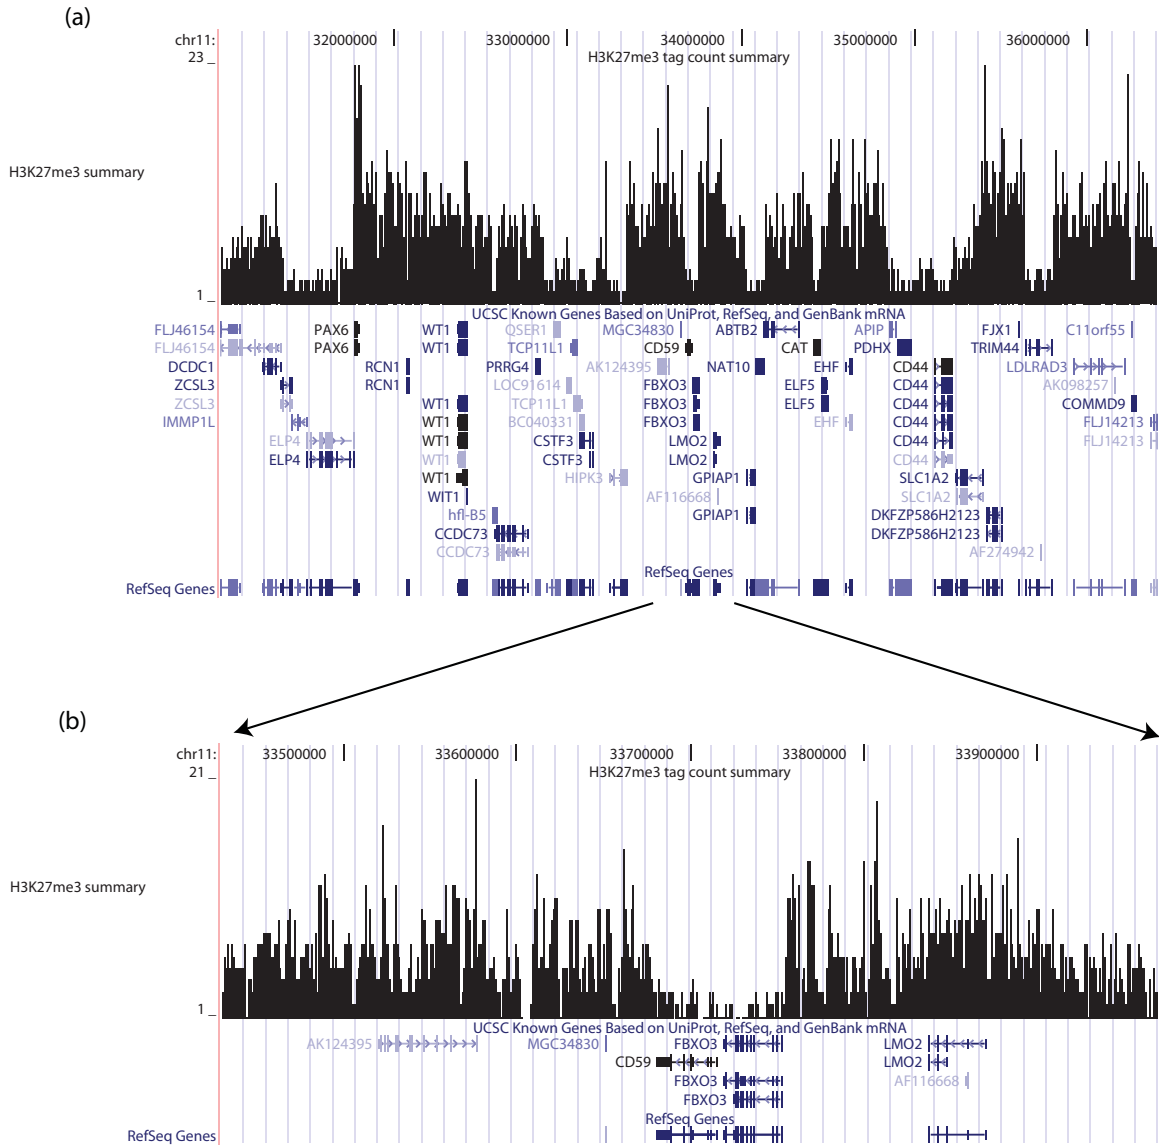 (a)
chr11: 32000000 33000000 34000000 35000000 36000000
H3K27me3 tag count summary
23 _
H3K27me3 summary
1 _
UCSC Known Genes Based on UniProt, RefSeq, and GenBank mRNA
FLJ46154 PAX6 WT1 QSER1 MGC34830 ABTB2 APIP FJX1 C11orf55
FLJ46154 PAX6 WT1 TCP11L1 CD59 CAT PDHX TRIM44
DCDC1 RCN1 PRRG4 AK124395 NAT10 EHF CD44 LDLRAD3
ZCSL3 RCN1 LOC91614 FBXO3 ELF5 CD44 AK098257
ZCSL3 WT1 TCP11L1 FBXO3 ELF5 CD44 COMMD9
IMMP1L WT1 BC040331 FBXO3 EHF CD44 FLJ14213
ELP4 WT1 CSTF3 LMO2 CD44 FLJ14213
ELP4 WT1 CSTF3 LMO2 CD44
WT1 HIPK3 GPIAP1 SLC1A2
WIT1 AF116668 SLC1A2
hfl-B5 GPIAP1 DKFZP586H2123
CCDC73 DKFZP586H2123
CCDC73 AF274942
RefSeq Genes
RefSeq Genes
(b)
chr11: 33500000 33600000 33700000 33800000 33900000
H3K27me3 tag count summary
21 _
H3K27me3 summary
1 _
UCSC Known Genes Based on UniProt, RefSeq, and GenBank mRNA
AK124395 MGC34830 FBXO3 LMO2
CD59 LMO2
FBXO3 AF116668
FBXO3
RefSeq Genes
RefSeq Genes